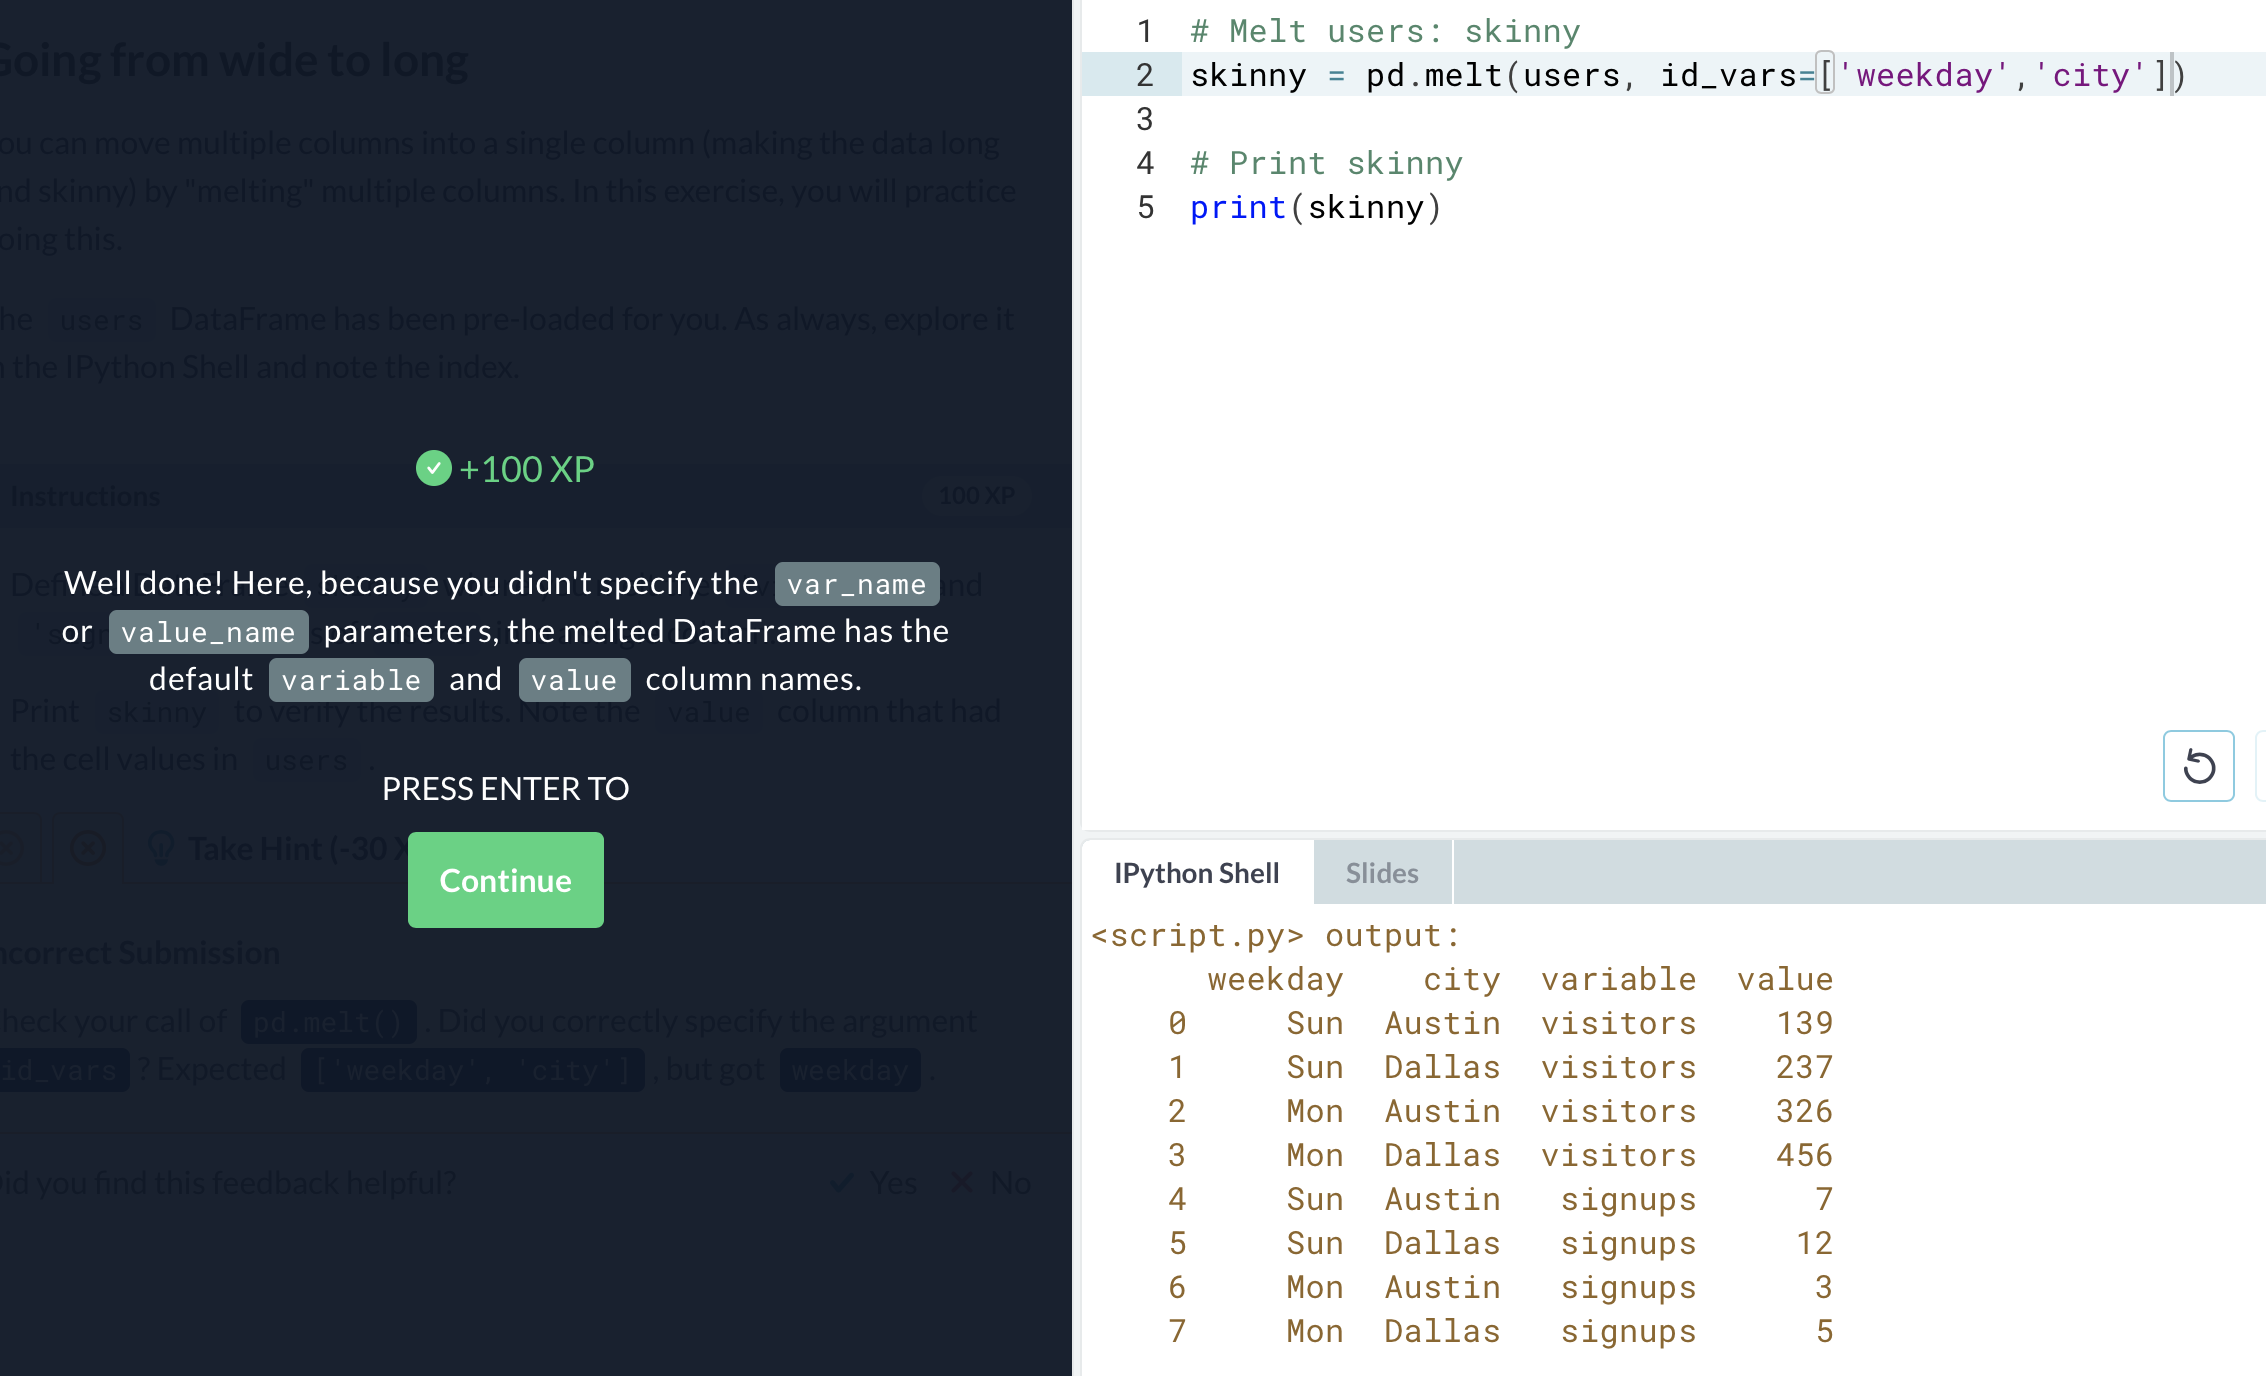 Going from wide to long
ou can move multiple columns into a single column (making the data long
nd skinny) by "melting" multiple columns. In this exercise, you will practice
oing this.
he users DataFrame has been pre-loaded for you. As always, explore it
n the IPython Shell and note the index.
+100 XP
Instructions
100 XP
Well done! Here, because you didn't specify the var_name and
or value_name parameters, the melted DataFrame has the
default variable and value column names.
Print skinny to verify the results. Note the value column that had
the cell values in users .
PRESS ENTER TO
Take Hint (-30 X
Continue
ncorrect Submission
heck your call of pd.melt() . Did you correctly specify the argument
id_vars ? Expected ['weekday', 'city'] , but got weekday .
id you find this feedback helpful?
Yes No
1 # Melt users: skinny
2 skinny = pd.melt(users, id_vars=['weekday','city'])
3
4 # Print skinny
5 print(skinny)
IPython Shell Slides
<script.py> output:
weekday city variable value
0 Sun Austin visitors 139
1 Sun Dallas visitors 237
2 Mon Austin visitors 326
3 Mon Dallas visitors 456
4 Sun Austin signups 7
5 Sun Dallas signups 12
6 Mon Austin signups 3
7 Mon Dallas signups 5